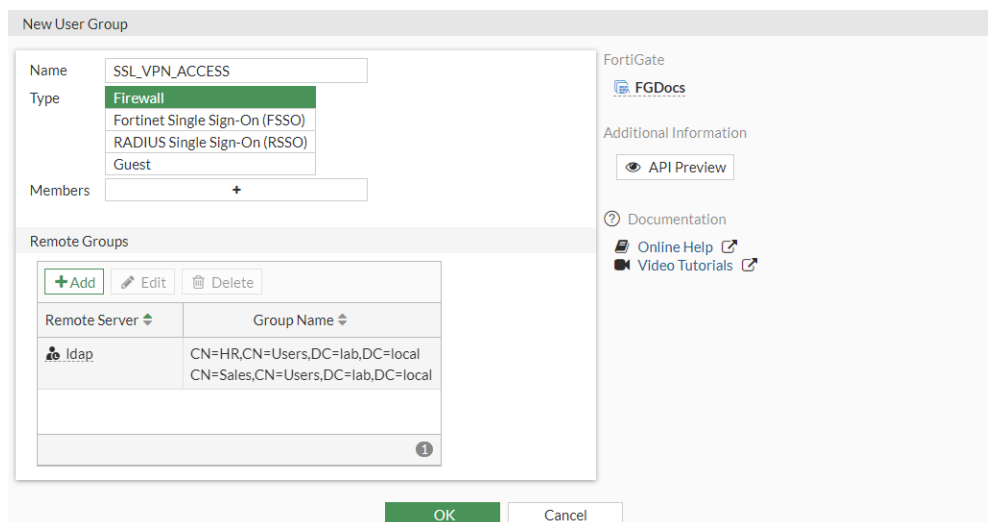 New User Group
Name SSL_VPN_ACCESS
Type Firewall
Fortinet Single Sign-On (FSSO)
RADIUS Single Sign-On (RSSO)
Guest
Members +
Remote Groups
+ Add Edit Delete
Remote Server Group Name
ldap CN=HR,CN=Users,DC=lab,DC=local
CN=Sales,CN=Users,DC=lab,DC=local
1
OK Cancel
FortiGate
FGDocs
Additional Information
API Preview
? Documentation
Online Help
Video Tutorials